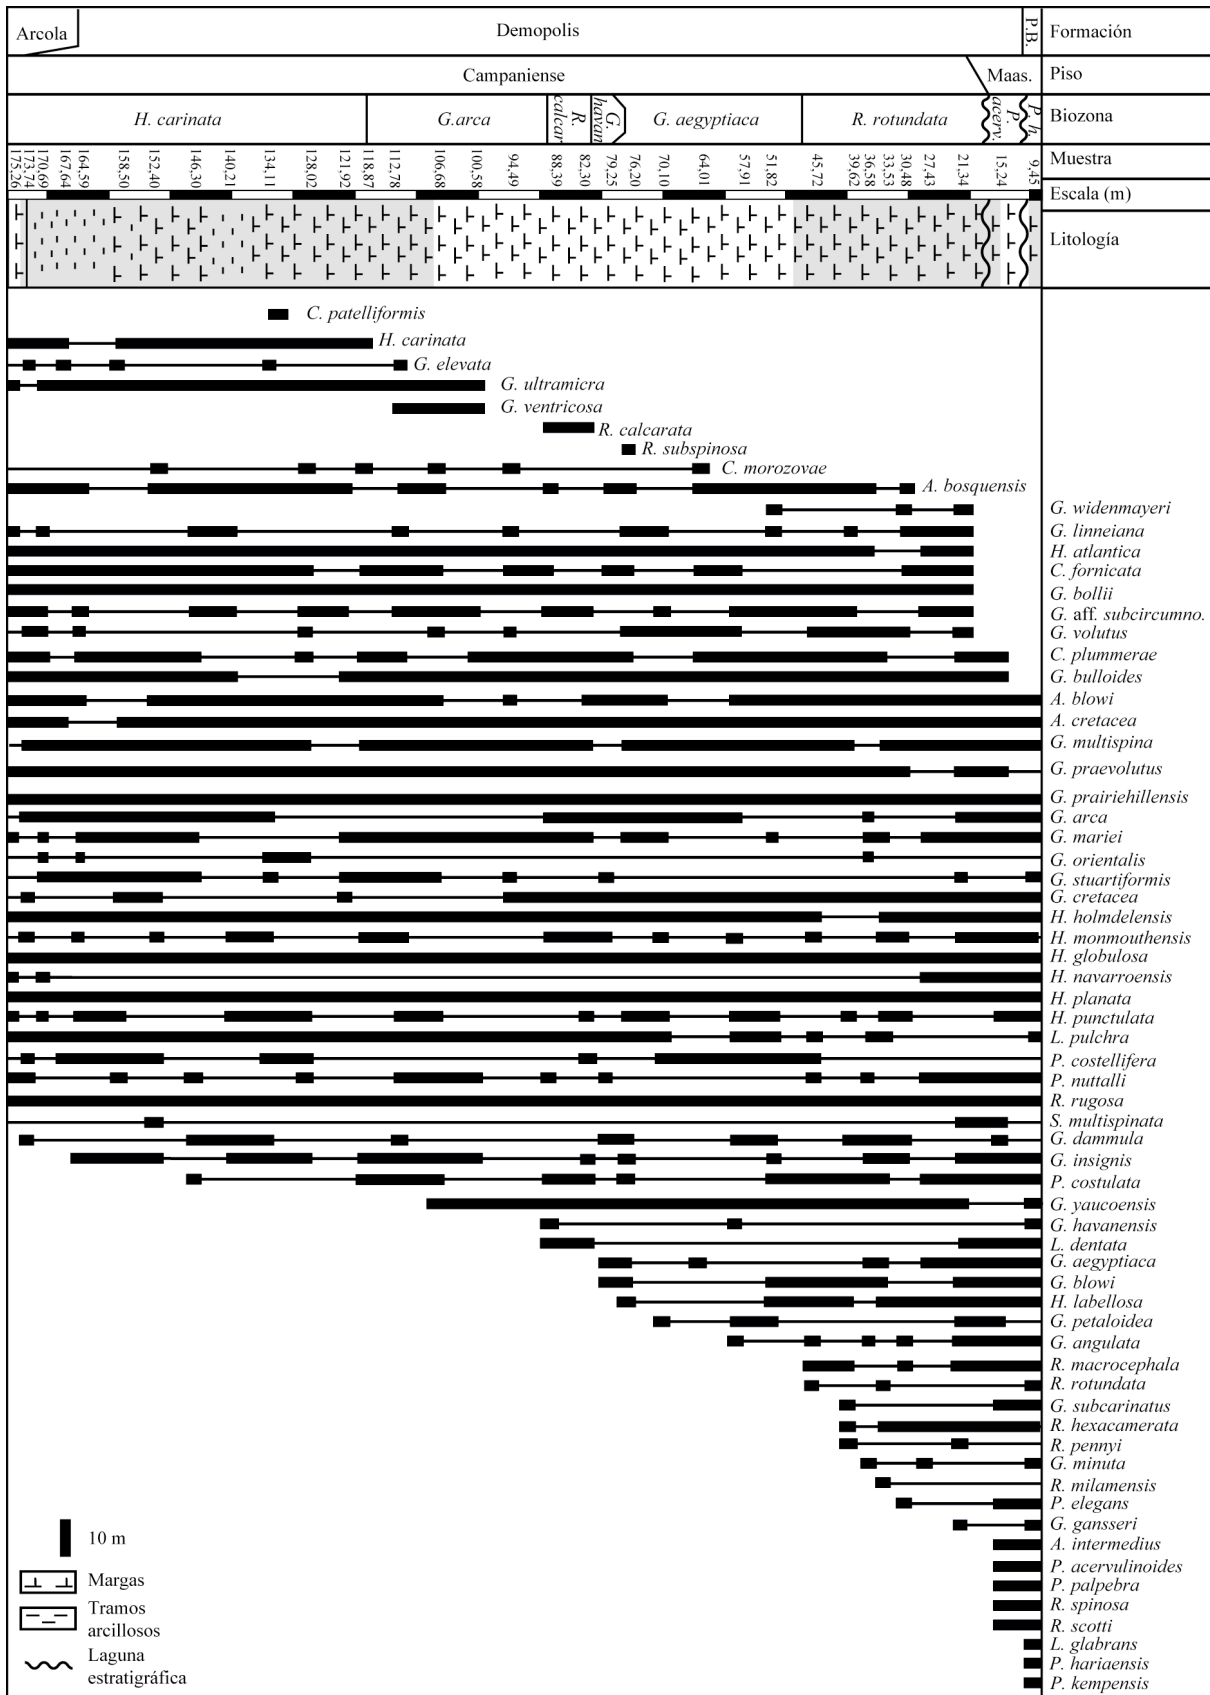 Arcola
Demopolis
P.B.
Formación
Campaniense
Maas.
Piso
H. carinata
G.arca
R.
calcar
G.
havan
G. aegyptiaca
R. rotundata
P.
acerv.
P. h.
Biozona
Muestra
175,26
173,74
170,69
167,64
164,59
158,50
152,40
146,30
140,21
134,11
128,02
121,92
118,87
112,78
106,68
100,58
94,49
88,39
82,30
79,25
76,20
70,10
64,01
57,91
51,82
45,72
39,62
36,58
33,53
30,48
27,43
21,34
15,24
9,45
Escala (m)
Litología
C. patelliformis
H. carinata
G. elevata
G. ultramicra
G. ventricosa
R. calcarata
R. subspinosa
C. morozovae
A. bosquensis
G. widenmayeri
G. linneiana
H. atlantica
C. fornicata
G. bollii
G. aff. subcircumno.
G. volutus
C. plummerae
G. bulloides
A. blowi
A. cretacea
G. multispina
G. praevolutus
G. prairiehillensis
G. arca
G. mariei
G. orientalis
G. stuartiformis
G. cretacea
H. holmdelensis
H. monmouthensis
H. globulosa
H. navarroensis
H. planata
H. punctulata
L. pulchra
P. costellifera
P. nuttalli
R. rugosa
S. multispinata
G. dammula
G. insignis
P. costulata
G. yaucoensis
G. havanensis
L. dentata
G. aegyptiaca
G. blowi
H. labellosa
G. petaloidea
G. angulata
R. macrocephala
R. rotundata
G. subcarinatus
R. hexacamerata
R. pennyi
G. minuta
R. milamensis
P. elegans
G. gansseri
A. intermedius
P. acervulinoides
P. palpebra
R. spinosa
R. scotti
L. glabrans
P. hariaensis
P. kempensis
10 m
Margas
Tramos
arcillosos
Laguna
estratigráfica